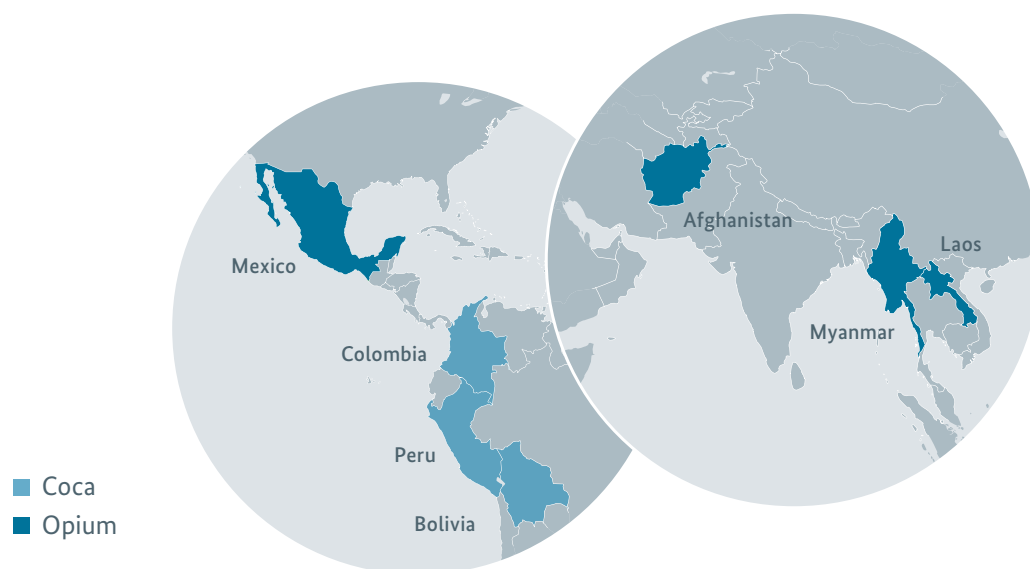 Afghanistan
Laos
Mexico
Myanmar
Colombia
Peru
Coca
Bolivia
Opium